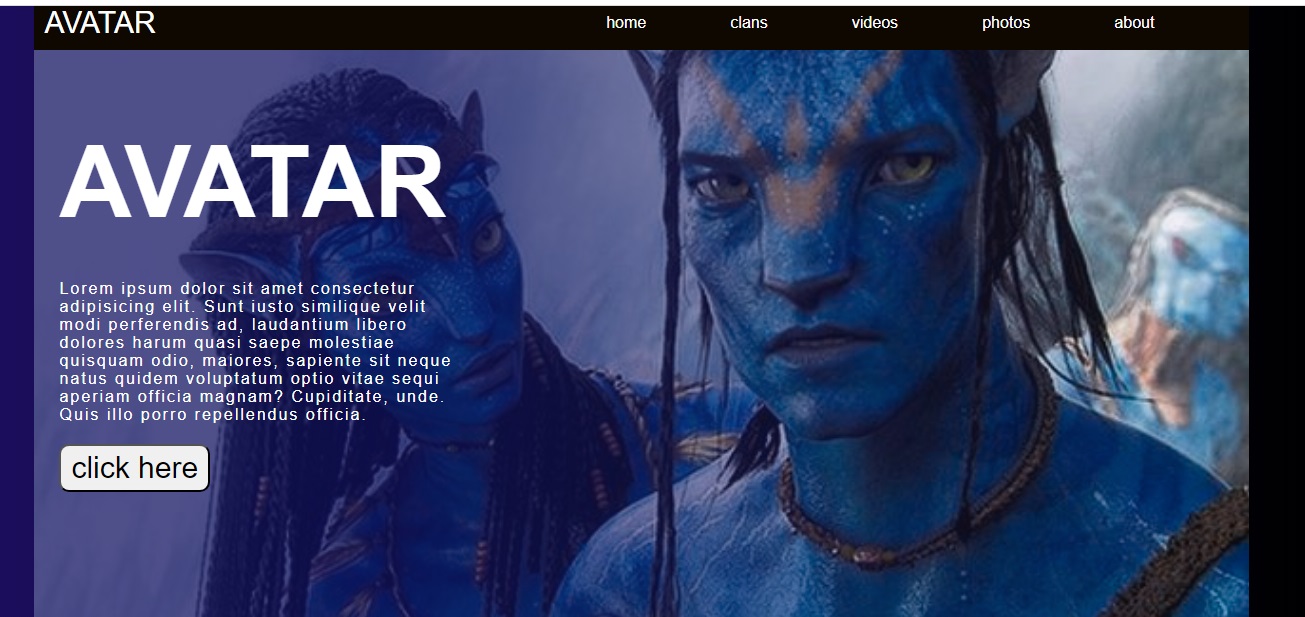 AVATAR
home clans videos photos about
AVATAR
Lorem ipsum dolor sit amet consectetur
adipisicing elit. Sunt iusto similique velit
modi perferendis ad, laudantium libero
dolores harum quasi saepe molestiae
quisquam odio, maiores, sapiente sit neque
natus quidem voluptatum optio vitae sequi
aperiam officia magnam? Cupiditate, unde.
Quis illo porro repellendus officia.
click here